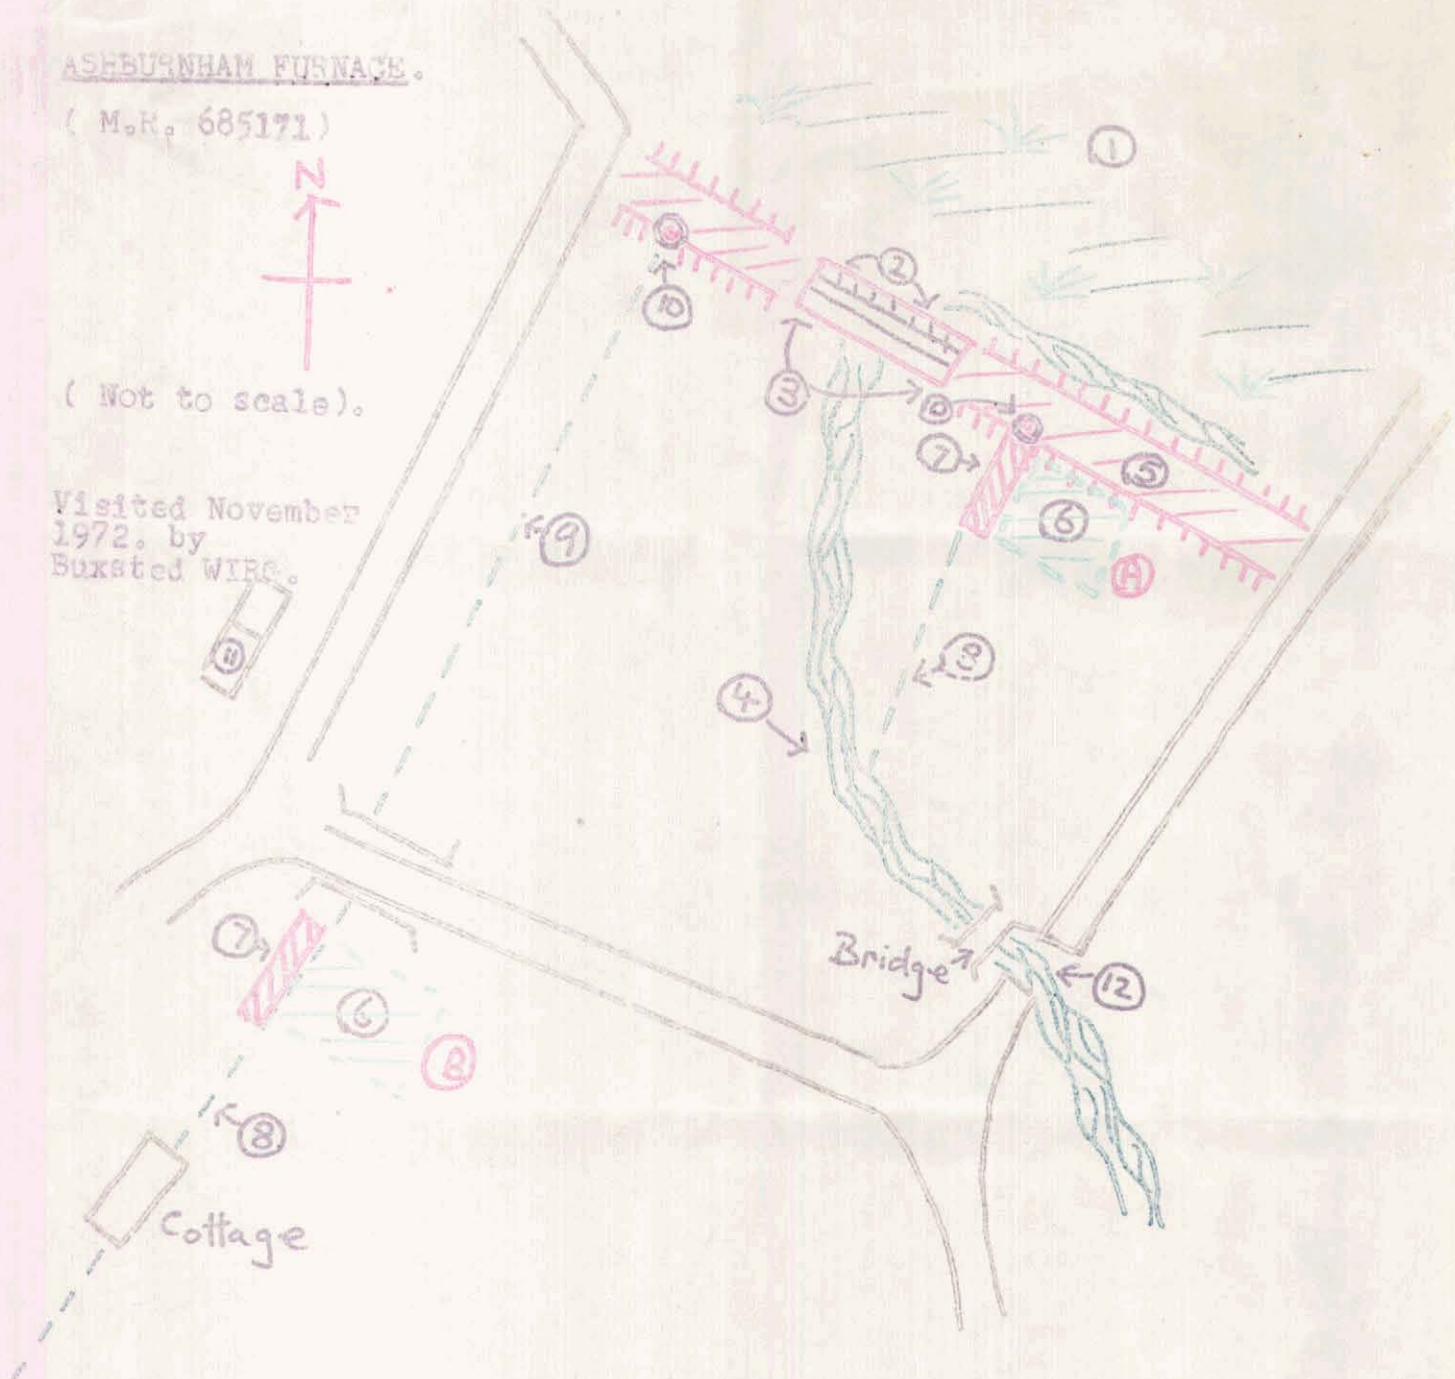 ASHBURNHAM FURNACE.
( M.R. 685171)
N
( Not to scale).
Visited November
1972. by
Buxsted WIRG.
1
2
10
3
7
5
6
A
9
8
11
4
7
Bridge
12
6
B
8
Cottage